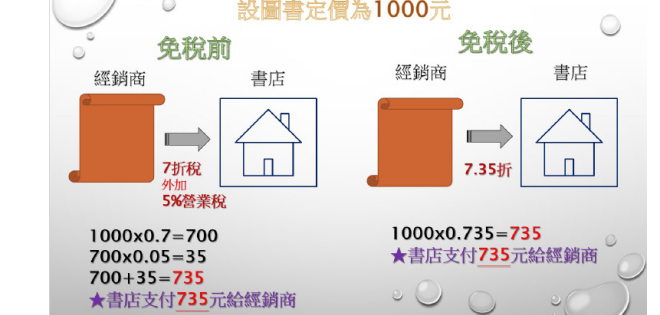 設圖書定價為1000元
免稅前
經銷商
書店
7折稅
外加
5%營業稅
1000x0.7=700
700x0.05=35
700+35=735
★書店支付735元給經銷商
免稅後
經銷商
書店
7.35折
1000x0.735=735
★書店支付735元給經銷商